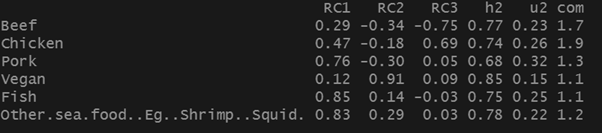 RC1 RC2 RC3 h2 u2 com
Beef 0.29 -0.34 -0.75 0.77 0.23 1.7
Chicken 0.47 -0.18 0.69 0.74 0.26 1.9
Pork 0.76 -0.30 0.05 0.68 0.32 1.3
Vegan 0.12 0.91 0.09 0.85 0.15 1.1
Fish 0.85 0.14 -0.03 0.75 0.25 1.1
Other.sea.food..Eg..Shrimp..Squid. 0.83 0.29 0.03 0.78 0.22 1.2